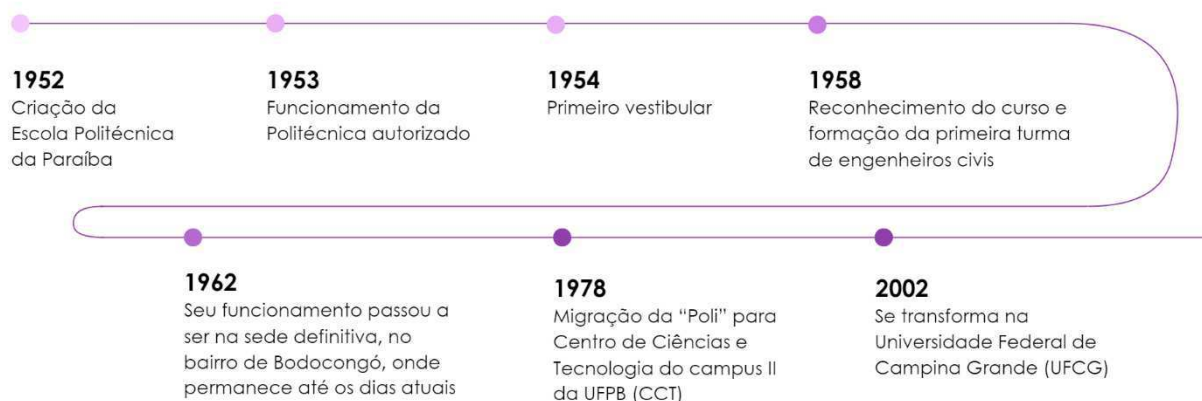 1952
Criação da
Escola Politécnica
da Paraíba
1953
Funcionamento da
Politécnica autorizado
1954
Primeiro vestibular
1958
Reconhecimento do curso e
formação da primeira turma
de engenheiros civis
1962
Seu funcionamento passou a
ser na sede definitiva, no
bairro de Bodocongó, onde
permanece até os dias atuais
1978
Migração da “Poli” para
Centro de Ciências e
Tecnologia do campus II
da UFPB (CCT)
2002
Se transforma na
Universidade Federal de
Campina Grande (UFCG)